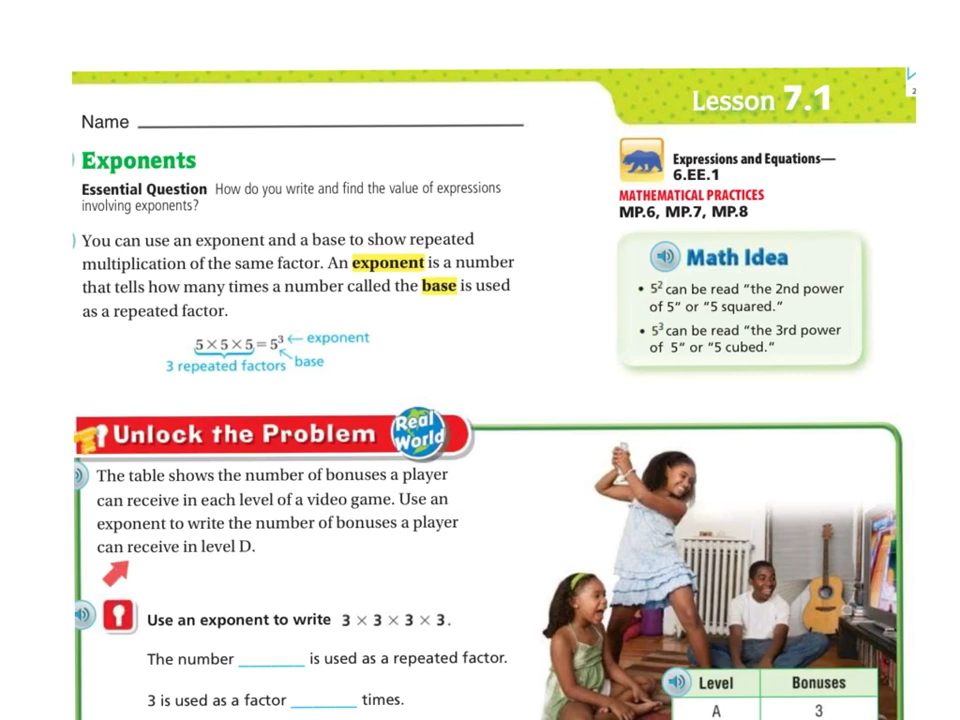 Lesson 7.1
Name
Exponents
Essential Question How do you write and find the value of expressions
involving exponents?
You can use an exponent and a base to show repeated
multiplication of the same factor. An exponent is a number
that tells how many times a number called the base is used
as a repeated factor.
5 × 5 × 5 = 5³ ← exponent
3 repeated factors base
Expressions and Equations—
6.EE.1
MATHEMATICAL PRACTICES
MP.6, MP.7, MP.8
Math Idea
• 5² can be read "the 2nd power
of 5" or "5 squared."
• 5³ can be read "the 3rd power
of 5" or "5 cubed."
Unlock the Problem
Real
World
The table shows the number of bonuses a player
can receive in each level of a video game. Use an
exponent to write the number of bonuses a player
can receive in level D.
Use an exponent to write 3 × 3 × 3 × 3.
The number ________ is used as a repeated factor.
3 is used as a factor ________ times.
Level Bonuses
A 3